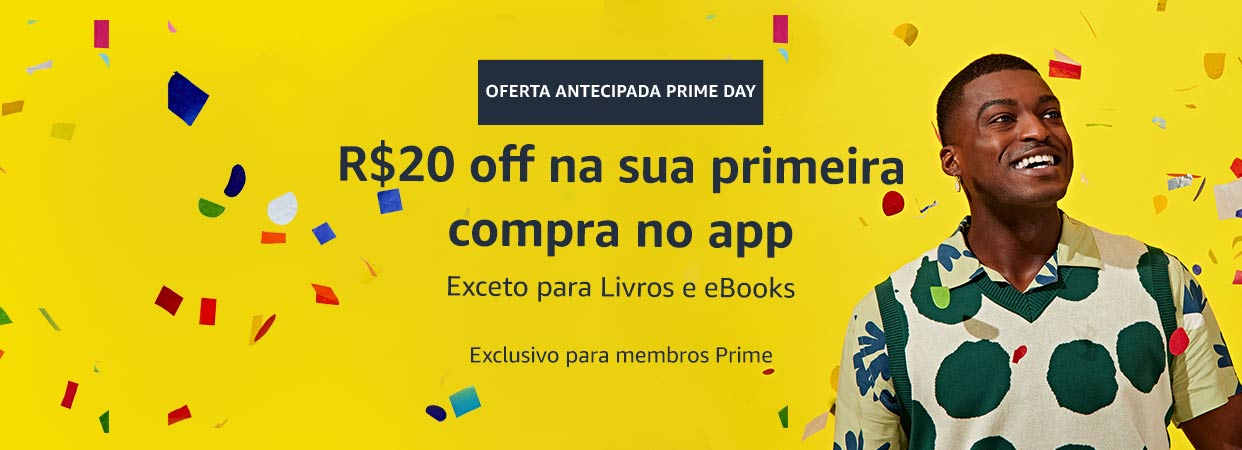 OFERTA ANTECIPADA PRIME DAY
R$20 off na sua primeira
compra no app
Exceto para Livros e eBooks
Exclusivo para membros Prime